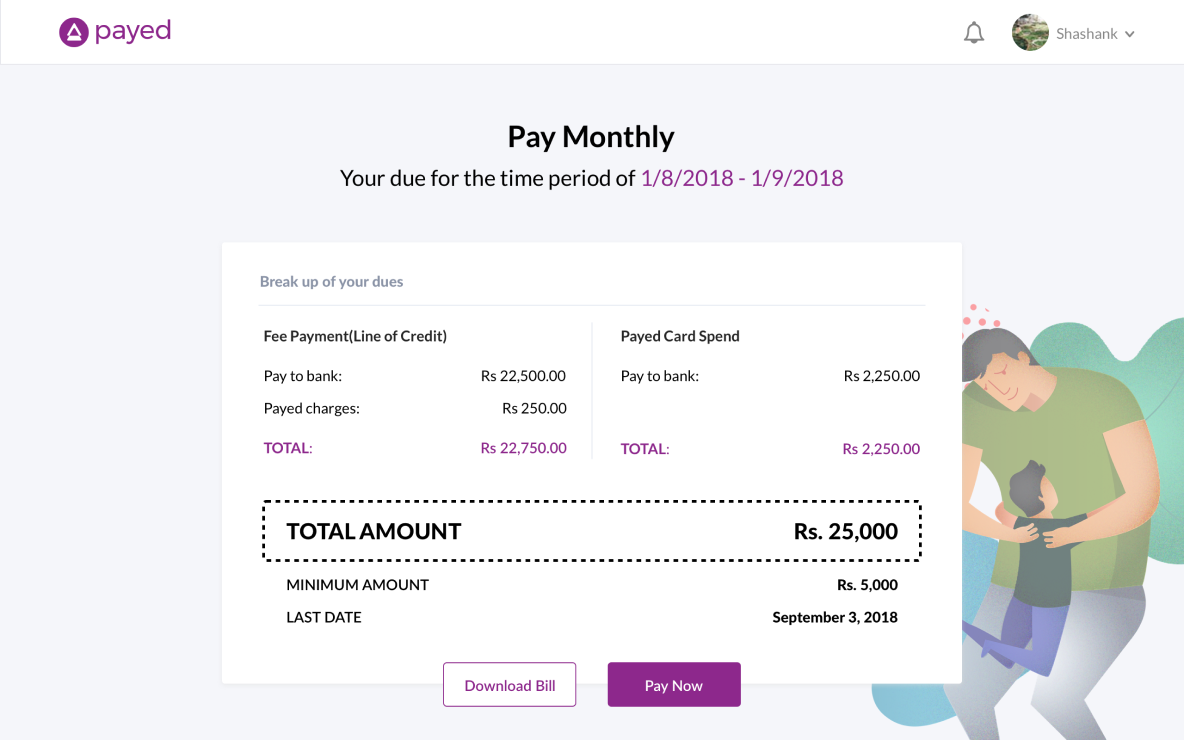 payed
Shashank
Pay Monthly
Your due for the time period of 1/8/2018 - 1/9/2018
Break up of your dues
Fee Payment(Line of Credit)
Pay to bank: Rs 22,500.00
Payed charges: Rs 250.00
TOTAL: Rs 22,750.00
Payed Card Spend
Pay to bank: Rs 2,250.00
TOTAL: Rs 2,250.00
TOTAL AMOUNT Rs. 25,000
MINIMUM AMOUNT Rs. 5,000
LAST DATE September 3, 2018
Download Bill
Pay Now